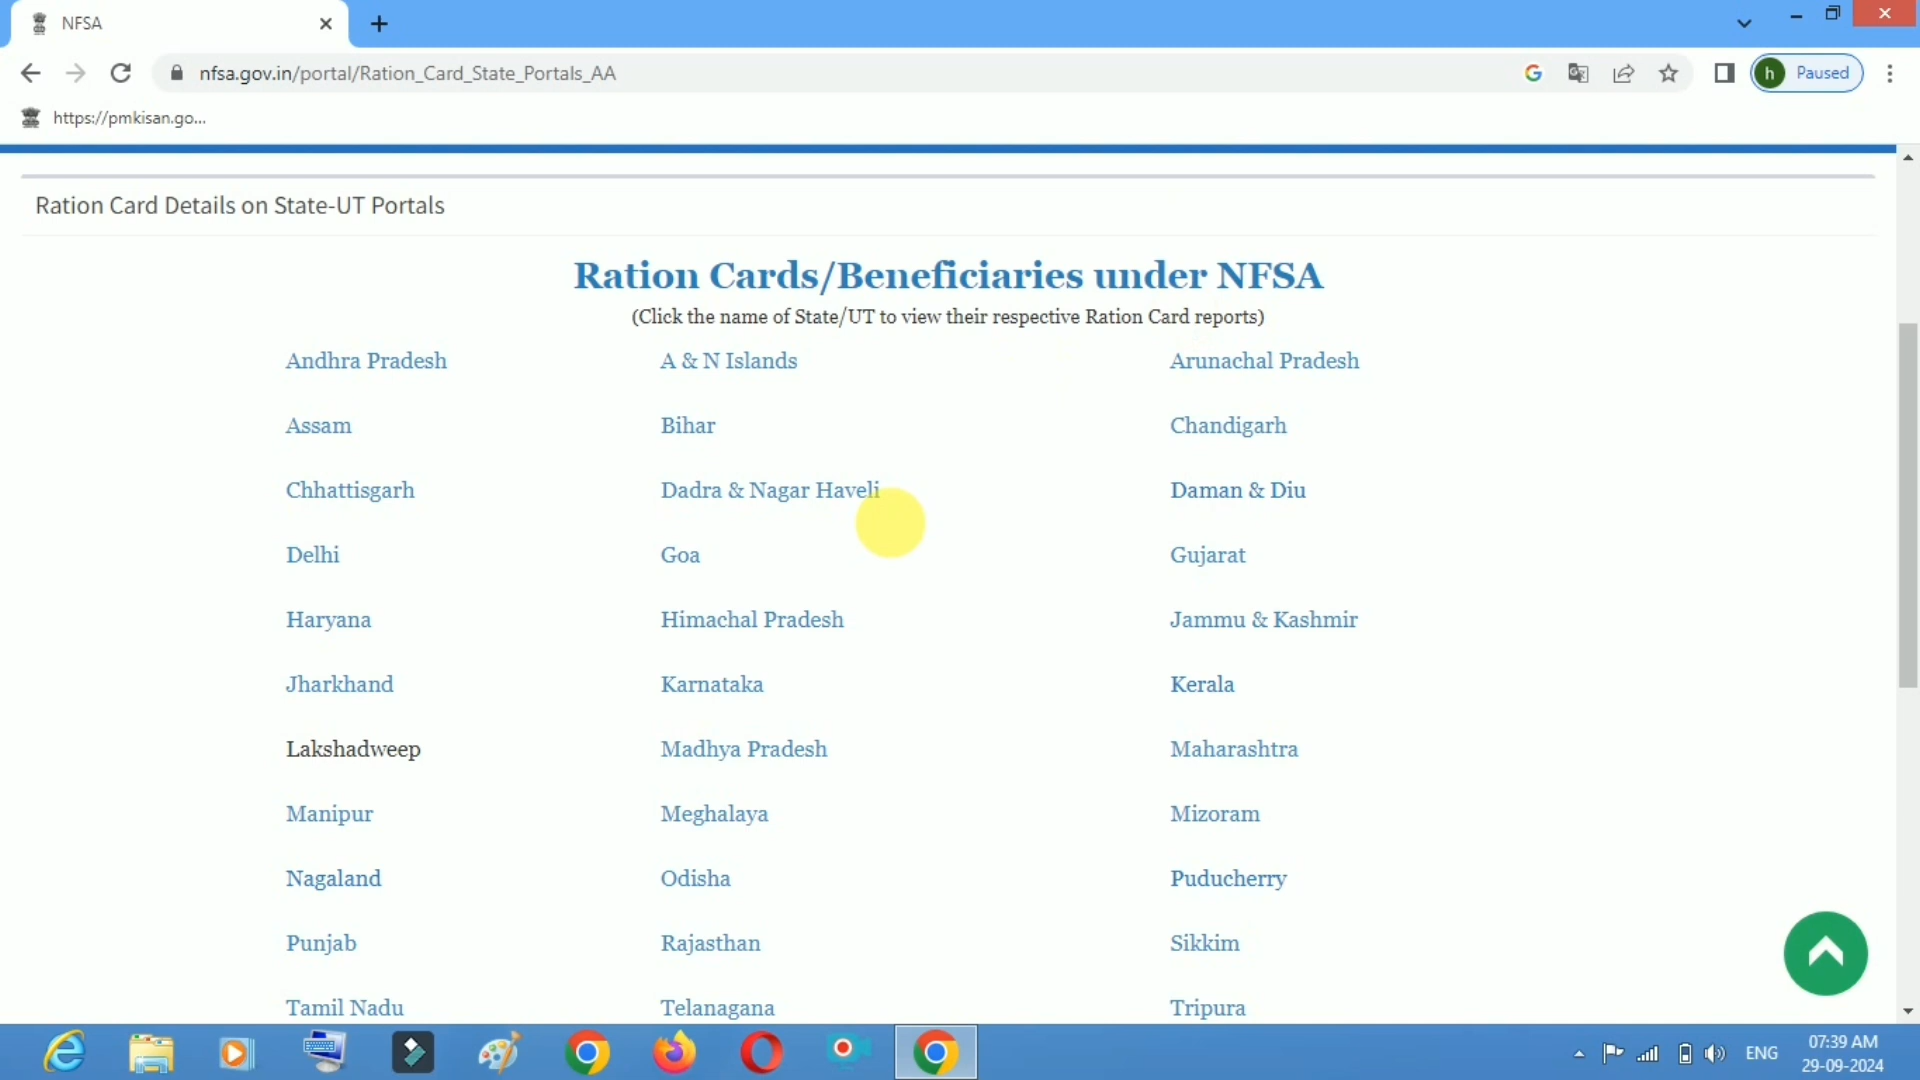 NFSA
nfsa.gov.in/portal/Ration_Card_State_Portals_AA
h Paused
https://pmkisan.go...
Ration Card Details on State-UT Portals
Ration Cards/Beneficiaries under NFSA
(Click the name of State/UT to view their respective Ration Card reports)
Andhra Pradesh A & N Islands Arunachal Pradesh
Assam Bihar Chandigarh
Chhattisgarh Dadra & Nagar Haveli Daman & Diu
Delhi Goa Gujarat
Haryana Himachal Pradesh Jammu & Kashmir
Jharkhand Karnataka Kerala
Lakshadweep Madhya Pradesh Maharashtra
Manipur Meghalaya Mizoram
Nagaland Odisha Puducherry
Punjab Rajasthan Sikkim
Tamil Nadu Telanagana Tripura
ENG
07:39 AM
29-09-2024